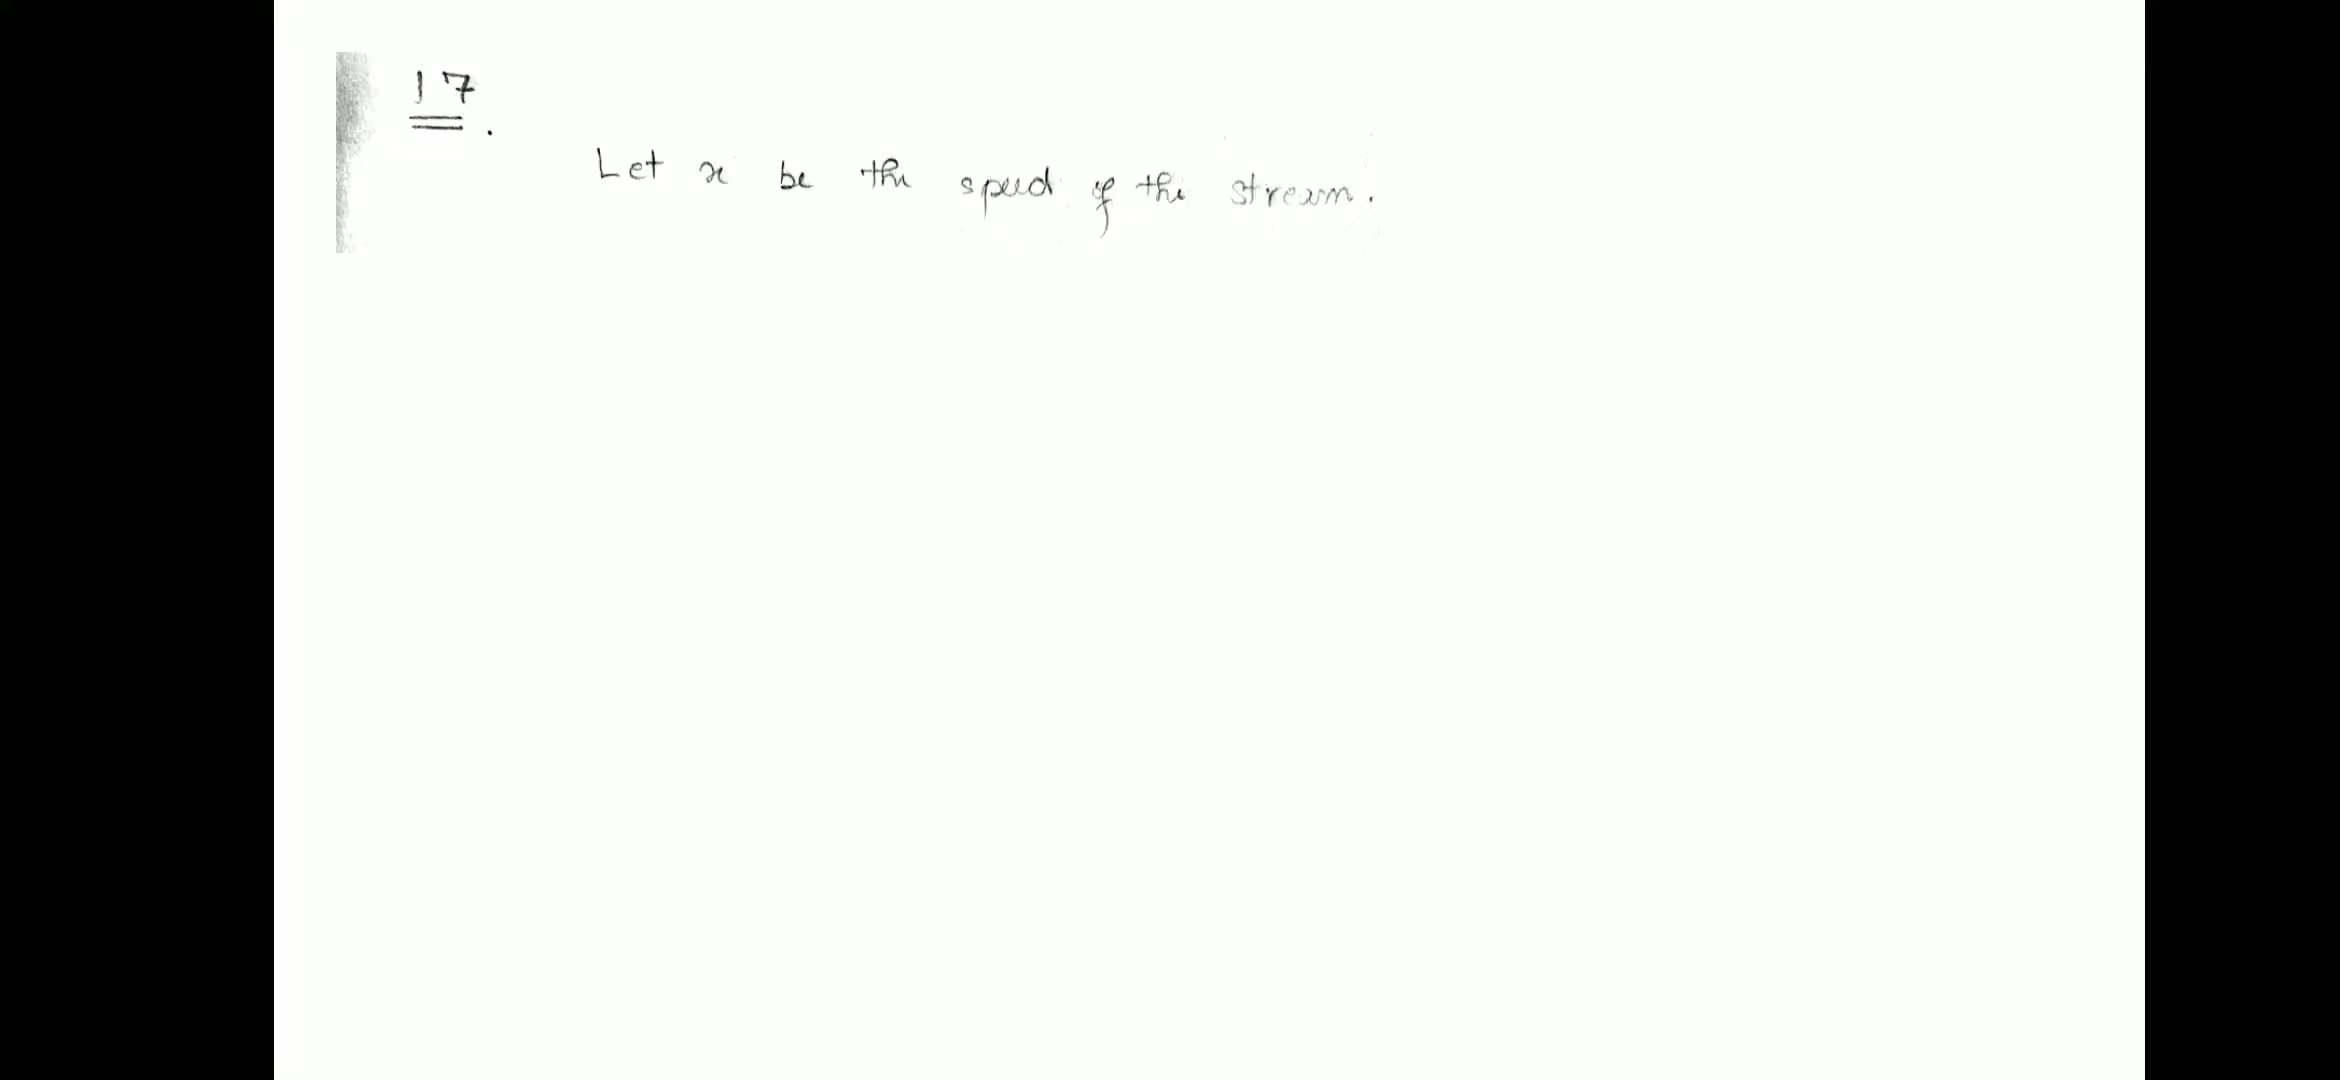 17.
Let x be the speed of the stream.